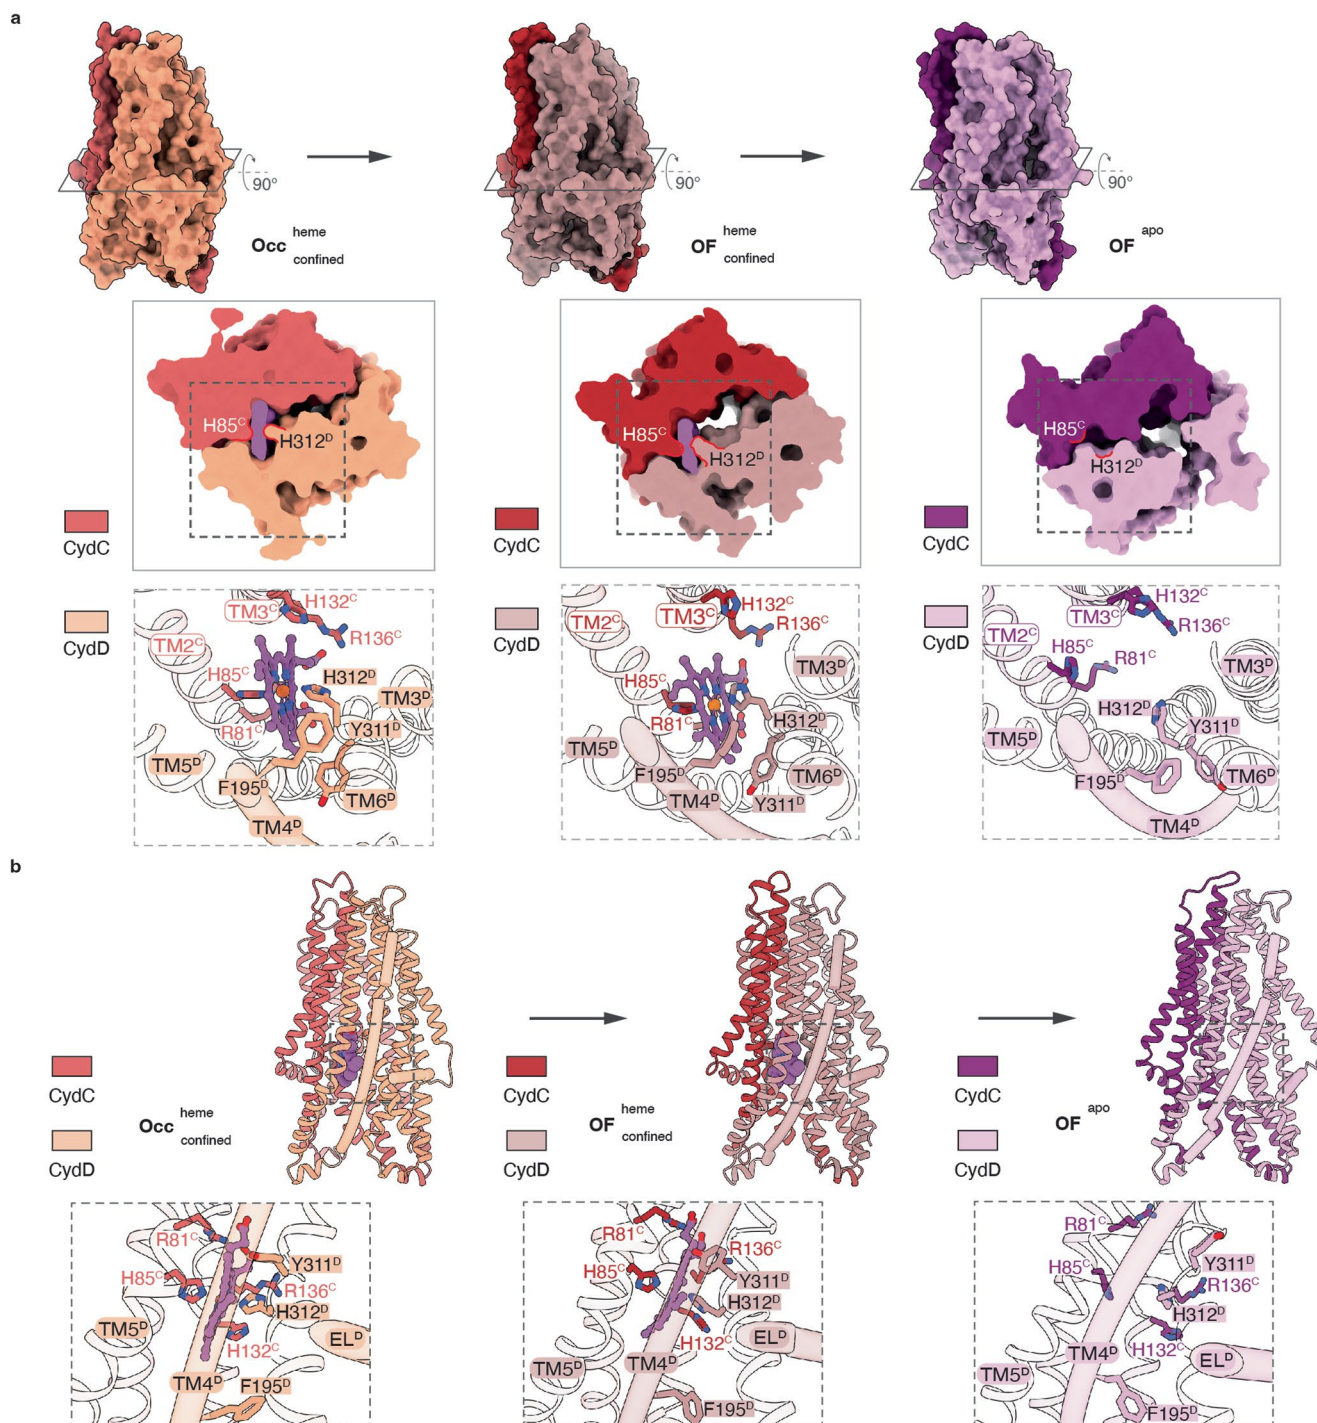 a
90°
90°
90°
Occ heme confined
OF heme confined
OF apo
H85C
H312D
H85C
H312D
H85C
H312D
CydC
CydC
CydC
CydD
CydD
CydD
TM3C
H132C
R136C
TM2C
H85C
H312D
TM3D
R81C
Y311D
TM5D
F195D
TM6D
TM4D
TM2C
TM3C
H132C
R136C
TM3D
H85C
R81C
H312D
TM5D
F195D
TM6D
TM4D
Y311D
TM3C
H132C
TM2C
R136C
H85C
R81C
TM3D
H312D
Y311D
TM5D
F195D
TM6D
TM4D
b
CydC
CydC
CydC
Occ heme confined
OF heme confined
OF apo
CydD
CydD
CydD
R81C
Y311D
H85C
R136C
H312D
TM5D
H132C
ELD
TM4D
F195D
R81C
R136C
H85C
Y311D
H312D
H132C
ELD
TM5D
TM4D
F195D
R81C
Y311D
H85C
R136C
H312D
H132C
TM4D
ELD
TM5D
F195D